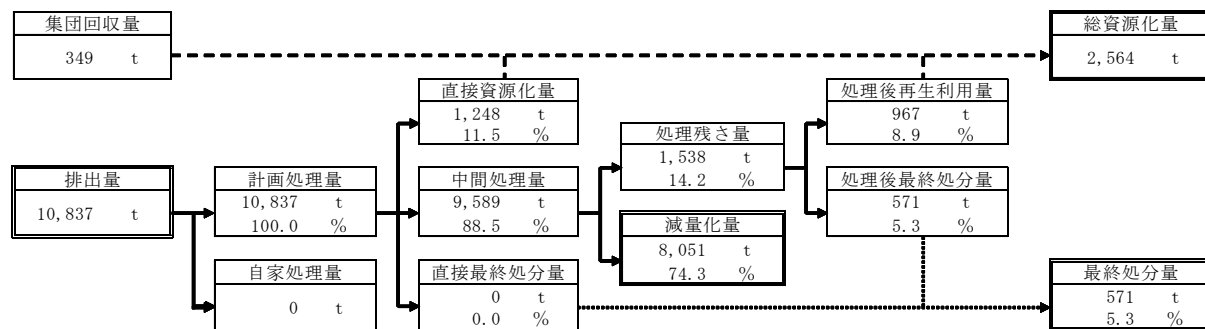 集団回収量
349 t
総資源化量
2,564 t
直接資源化量
1,248 t
11.5 %
処理後再生利用量
967 t
8.9 %
処理残さ量
1,538 t
14.2 %
排出量
10,837 t
計画処理量
10,837 t
100.0 %
中間処理量
9,589 t
88.5 %
処理後最終処分量
571 t
5.3 %
減量化量
8,051 t
74.3 %
自家処理量
0 t
直接最終処分量
0 t
0.0 %
最終処分量
571 t
5.3 %